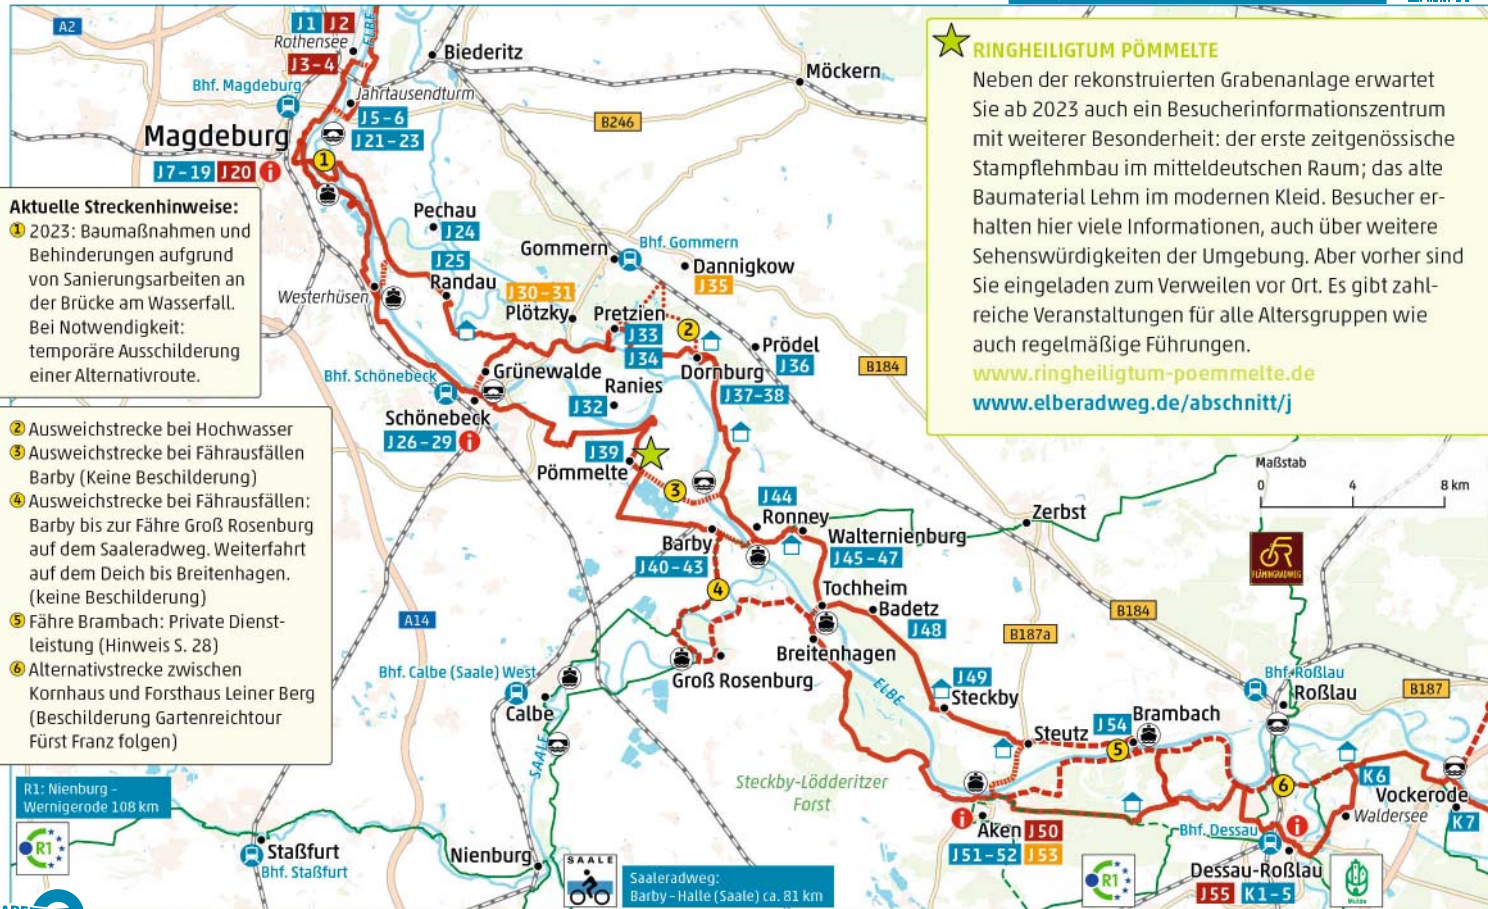 A2
J1 J2
ELBE
Rothensee
J3-4
Biederitz
Möckern
Bhf. Magdeburg
Jahrtausendturm
J5-6
J21-23
B246
Magdeburg
1
J7-19 J20 i
Aktuelle Streckenhinweise:
1 2023: Baumaßnahmen und
Behinderungen aufgrund
von Sanierungsarbeiten an
der Brücke am Wasserfall.
Bei Notwendigkeit:
temporäre Ausschilderung
einer Alternativroute.
2 Ausweichstrecke bei Hochwasser
3 Ausweichstrecke bei Fährausfällen
Barby (Keine Beschilderung)
4 Ausweichstrecke bei Fährausfällen:
Barby bis zur Fähre Groß Rosenburg
auf dem Saaleradweg. Weiterfahrt
auf dem Deich bis Breitenhagen.
(keine Beschilderung)
5 Fähre Brambach: Private Dienst-
leistung (Hinweis S. 28)
6 Alternativstrecke zwischen
Kornhaus und Forsthaus Leiner Berg
(Beschilderung Gartenreichtour
Fürst Franz folgen)
RINGHEILIGTUM PÖMMELTE
Neben der rekonstruierten Grabenanlage erwartet
Sie ab 2023 auch ein Besucherinformationszentrum
mit weiterer Besonderheit: der erste zeitgenössische
Stampflehmbau im mitteldeutschen Raum; das alte
Baumaterial Lehm im modernen Kleid. Besucher er-
halten hier viele Informationen, auch über weitere
Sehenswürdigkeiten der Umgebung. Aber vorher sind
Sie eingeladen zum Verweilen vor Ort. Es gibt zahl-
reiche Veranstaltungen für alle Altersgruppen wie
auch regelmäßige Führungen.
www.ringheiligtum-poemmelte.de
www.elberadweg.de/abschnitt/j
Maßstab
0 4 8 km
Pechau
J24
J25
Randau
Gommern
Bhf. Gommern
Dannigkow
J35
Westerhüsen
J30-31
Plötzky
Pretzien
J33
J34
2
Prödel
J36
B184
Dornburg
J37-38
Bhf. Schönebeck
Grünewalde
Ranies
J32
Schönebeck
J26-29 i
J39
Pömmelte
3
J44
Ronney
Zerbst
Barby
J40-43
Walternienburg
J45-47
FLÄMINGRADWEG
4
Tochheim
Badetz
J48
B184
B187a
A14
Breitenhagen
Groß Rosenburg
ELBE
J49
Steckby
Bhf. Calbe (Saale) West
Calbe
SAALE
Bhf. Roßlau
Roßlau
B187
Steutz
J54
Brambach
5
Steckby-Lödderitzer
Forst
6
K6
Vockerode
K7
Waldersee
i
Aken J50
J51-52 J53
Bhf. Dessau
i
Dessau-Roßlau
J55 K1-5
R1: Nienburg -
Wernigerode 108 km
R1
Staßfurt
Bhf. Staßfurt
Nienburg
SAALE
Saaleradweg:
Barby - Halle (Saale) ca. 81 km
R1